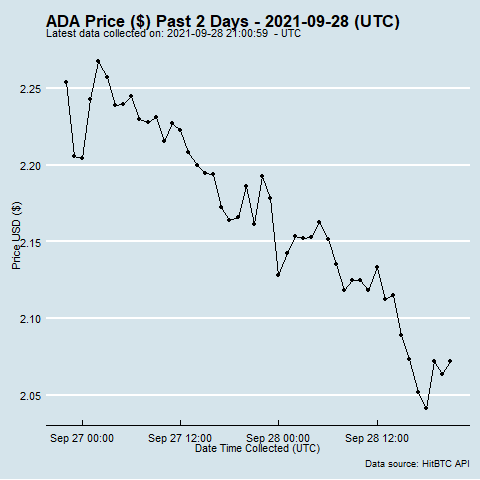 ADA Price ($) Past 2 Days - 2021-09-28 (UTC)
Latest data collected on: 2021-09-28 21:00:59  - UTC
2.25
2.20
2.15
2.10
2.05
Price USD ($)
Sep 27 00:00
Sep 27 12:00
Sep 28 00:00
Sep 28 12:00
Date Time Collected (UTC)
Data source: HitBTC API